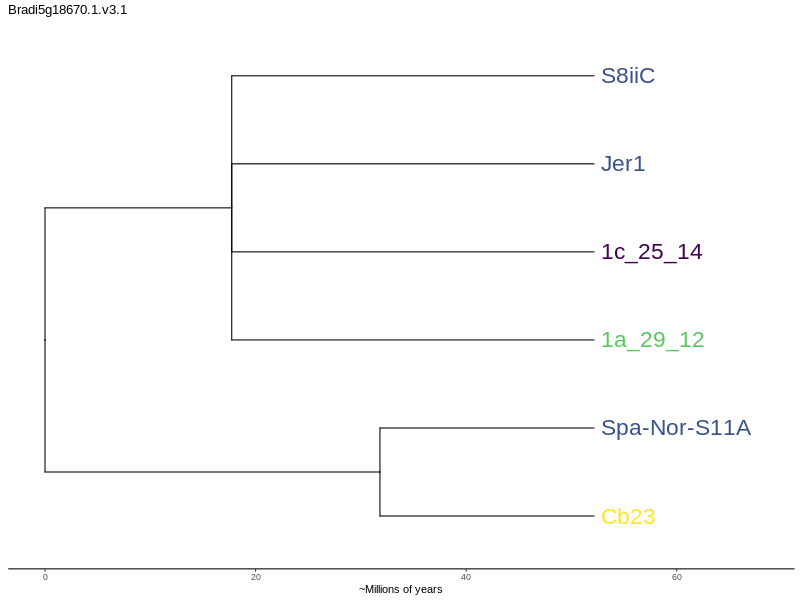 Bradi5g18670.1.v3.1
S8iiC
Jer1
1c_25_14
1a_29_12
Spa-Nor-S11A
Cb23
0 20 40 60
~Millions of years